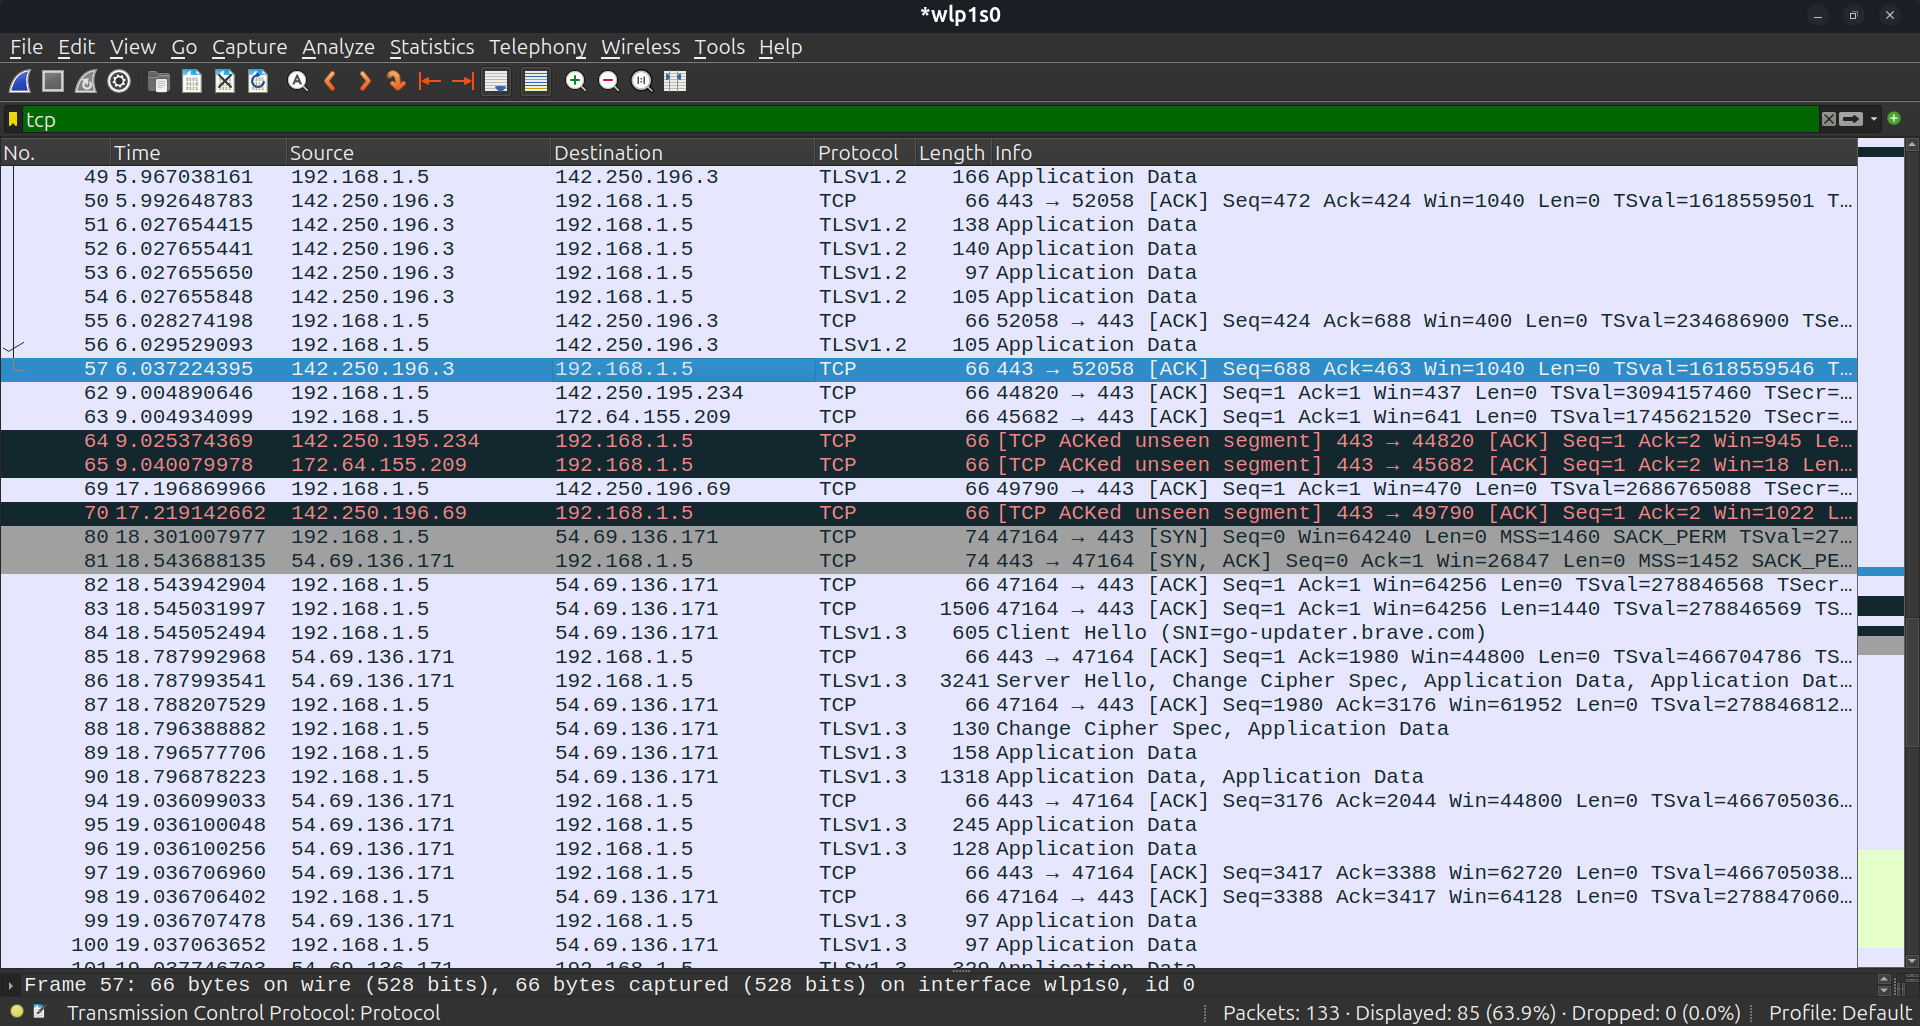 *wlp1s0
File Edit View Go Capture Analyze Statistics Telephony Wireless Tools Help
tcp
No. Time Source Destination Protocol Length Info
49 5.967038161 192.168.1.5 142.250.196.3 TLSv1.2 166 Application Data
50 5.992648783 142.250.196.3 192.168.1.5 TCP 66 443 → 52058 [ACK] Seq=472 Ack=424 Win=1040 Len=0 TSval=1618559501 T…
51 6.027654415 142.250.196.3 192.168.1.5 TLSv1.2 138 Application Data
52 6.027655441 142.250.196.3 192.168.1.5 TLSv1.2 140 Application Data
53 6.027655650 142.250.196.3 192.168.1.5 TLSv1.2 97 Application Data
54 6.027655848 142.250.196.3 192.168.1.5 TLSv1.2 105 Application Data
55 6.028274198 192.168.1.5 142.250.196.3 TCP 66 52058 → 443 [ACK] Seq=424 Ack=688 Win=400 Len=0 TSval=234686900 TSe…
56 6.029529093 192.168.1.5 142.250.196.3 TLSv1.2 105 Application Data
57 6.037224395 142.250.196.3 192.168.1.5 TCP 66 443 → 52058 [ACK] Seq=688 Ack=463 Win=1040 Len=0 TSval=1618559546 T…
62 9.004890646 192.168.1.5 142.250.195.234 TCP 66 44820 → 443 [ACK] Seq=1 Ack=1 Win=437 Len=0 TSval=3094157460 TSecr=…
63 9.004934099 192.168.1.5 172.64.155.209 TCP 66 45682 → 443 [ACK] Seq=1 Ack=1 Win=641 Len=0 TSval=1745621520 TSecr=…
64 9.025374369 142.250.195.234 192.168.1.5 TCP 66 [TCP ACKed unseen segment] 443 → 44820 [ACK] Seq=1 Ack=2 Win=945 Le…
65 9.040079978 172.64.155.209 192.168.1.5 TCP 66 [TCP ACKed unseen segment] 443 → 45682 [ACK] Seq=1 Ack=2 Win=18 Len…
69 17.196869966 192.168.1.5 142.250.196.69 TCP 66 49790 → 443 [ACK] Seq=1 Ack=1 Win=470 Len=0 TSval=2686765088 TSecr=…
70 17.219142662 142.250.196.69 192.168.1.5 TCP 66 [TCP ACKed unseen segment] 443 → 49790 [ACK] Seq=1 Ack=2 Win=1022 L…
80 18.301007977 192.168.1.5 54.69.136.171 TCP 74 47164 → 443 [SYN] Seq=0 Win=64240 Len=0 MSS=1460 SACK_PERM TSval=27…
81 18.543688135 54.69.136.171 192.168.1.5 TCP 74 443 → 47164 [SYN, ACK] Seq=0 Ack=1 Win=26847 Len=0 MSS=1452 SACK_PE…
82 18.543942904 192.168.1.5 54.69.136.171 TCP 66 47164 → 443 [ACK] Seq=1 Ack=1 Win=64256 Len=0 TSval=278846568 TSecr…
83 18.545031997 192.168.1.5 54.69.136.171 TCP 1506 47164 → 443 [ACK] Seq=1 Ack=1 Win=64256 Len=1440 TSval=278846569 TS…
84 18.545052494 192.168.1.5 54.69.136.171 TLSv1.3 605 Client Hello (SNI=go-updater.brave.com)
85 18.787992968 54.69.136.171 192.168.1.5 TCP 66 443 → 47164 [ACK] Seq=1 Ack=1980 Win=44800 Len=0 TSval=466704786 TS…
86 18.787993541 54.69.136.171 192.168.1.5 TLSv1.3 3241 Server Hello, Change Cipher Spec, Application Data, Application Dat…
87 18.788207529 192.168.1.5 54.69.136.171 TCP 66 47164 → 443 [ACK] Seq=1980 Ack=3176 Win=61952 Len=0 TSval=278846812…
88 18.796388882 192.168.1.5 54.69.136.171 TLSv1.3 130 Change Cipher Spec, Application Data
89 18.796577706 192.168.1.5 54.69.136.171 TLSv1.3 158 Application Data
90 18.796878223 192.168.1.5 54.69.136.171 TLSv1.3 1318 Application Data, Application Data
94 19.036099033 54.69.136.171 192.168.1.5 TCP 66 443 → 47164 [ACK] Seq=3176 Ack=2044 Win=44800 Len=0 TSval=466705036…
95 19.036100048 54.69.136.171 192.168.1.5 TLSv1.3 245 Application Data
96 19.036100256 54.69.136.171 192.168.1.5 TLSv1.3 128 Application Data
97 19.036706960 54.69.136.171 192.168.1.5 TCP 66 443 → 47164 [ACK] Seq=3417 Ack=3388 Win=62720 Len=0 TSval=466705038…
98 19.036706402 192.168.1.5 54.69.136.171 TCP 66 47164 → 443 [ACK] Seq=3388 Ack=3417 Win=64128 Len=0 TSval=278847060…
99 19.036707478 54.69.136.171 192.168.1.5 TLSv1.3 97 Application Data
100 19.037063652 192.168.1.5 54.69.136.171 TLSv1.3 97 Application Data
101 19.037746703 54.69.136.171 192.168.1.5 TLSv1.3 329 Application Data
Frame 57: 66 bytes on wire (528 bits), 66 bytes captured (528 bits) on interface wlp1s0, id 0
Transmission Control Protocol: Protocol Packets: 133 · Displayed: 85 (63.9%) · Dropped: 0 (0.0%) Profile: Default